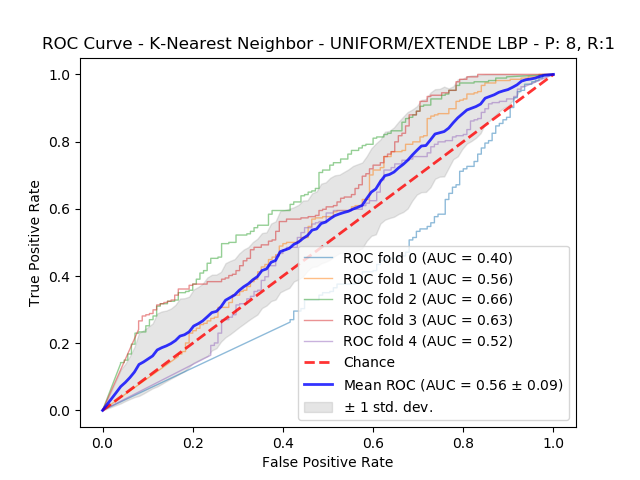 ROC Curve - K-Nearest Neighbor - UNIFORM/EXTENDE LBP - P: 8, R:1
True Positive Rate
1.0
0.8
0.6
0.4
0.2
0.0
ROC fold 0 (AUC = 0.40)
ROC fold 1 (AUC = 0.56)
ROC fold 2 (AUC = 0.66)
ROC fold 3 (AUC = 0.63)
ROC fold 4 (AUC = 0.52)
Chance
Mean ROC (AUC = 0.56 ± 0.09)
± 1 std. dev.
0.0 0.2 0.4 0.6 0.8 1.0
False Positive Rate